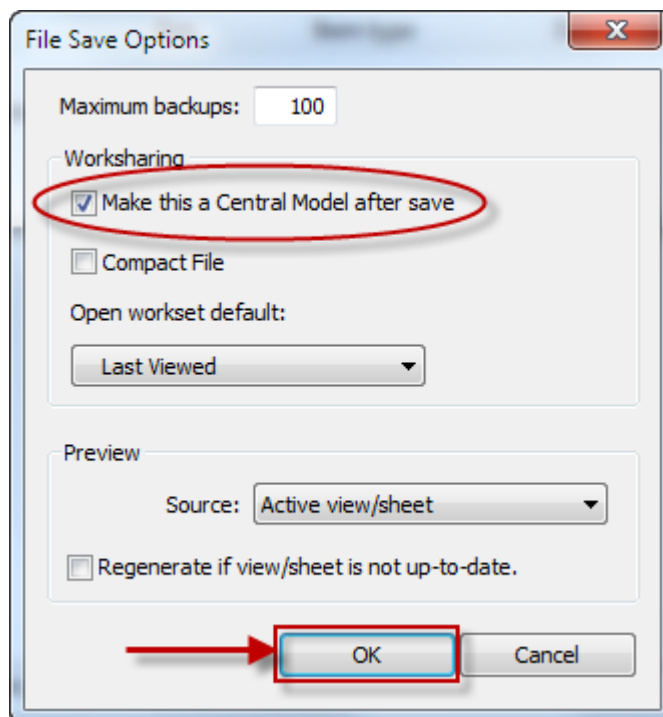 File Save Options
Maximum backups: 100
Worksharing
Make this a Central Model after save
Compact File
Open workset default:
Last Viewed
Preview
Source: Active view/sheet
Regenerate if view/sheet is not up-to-date.
OK Cancel